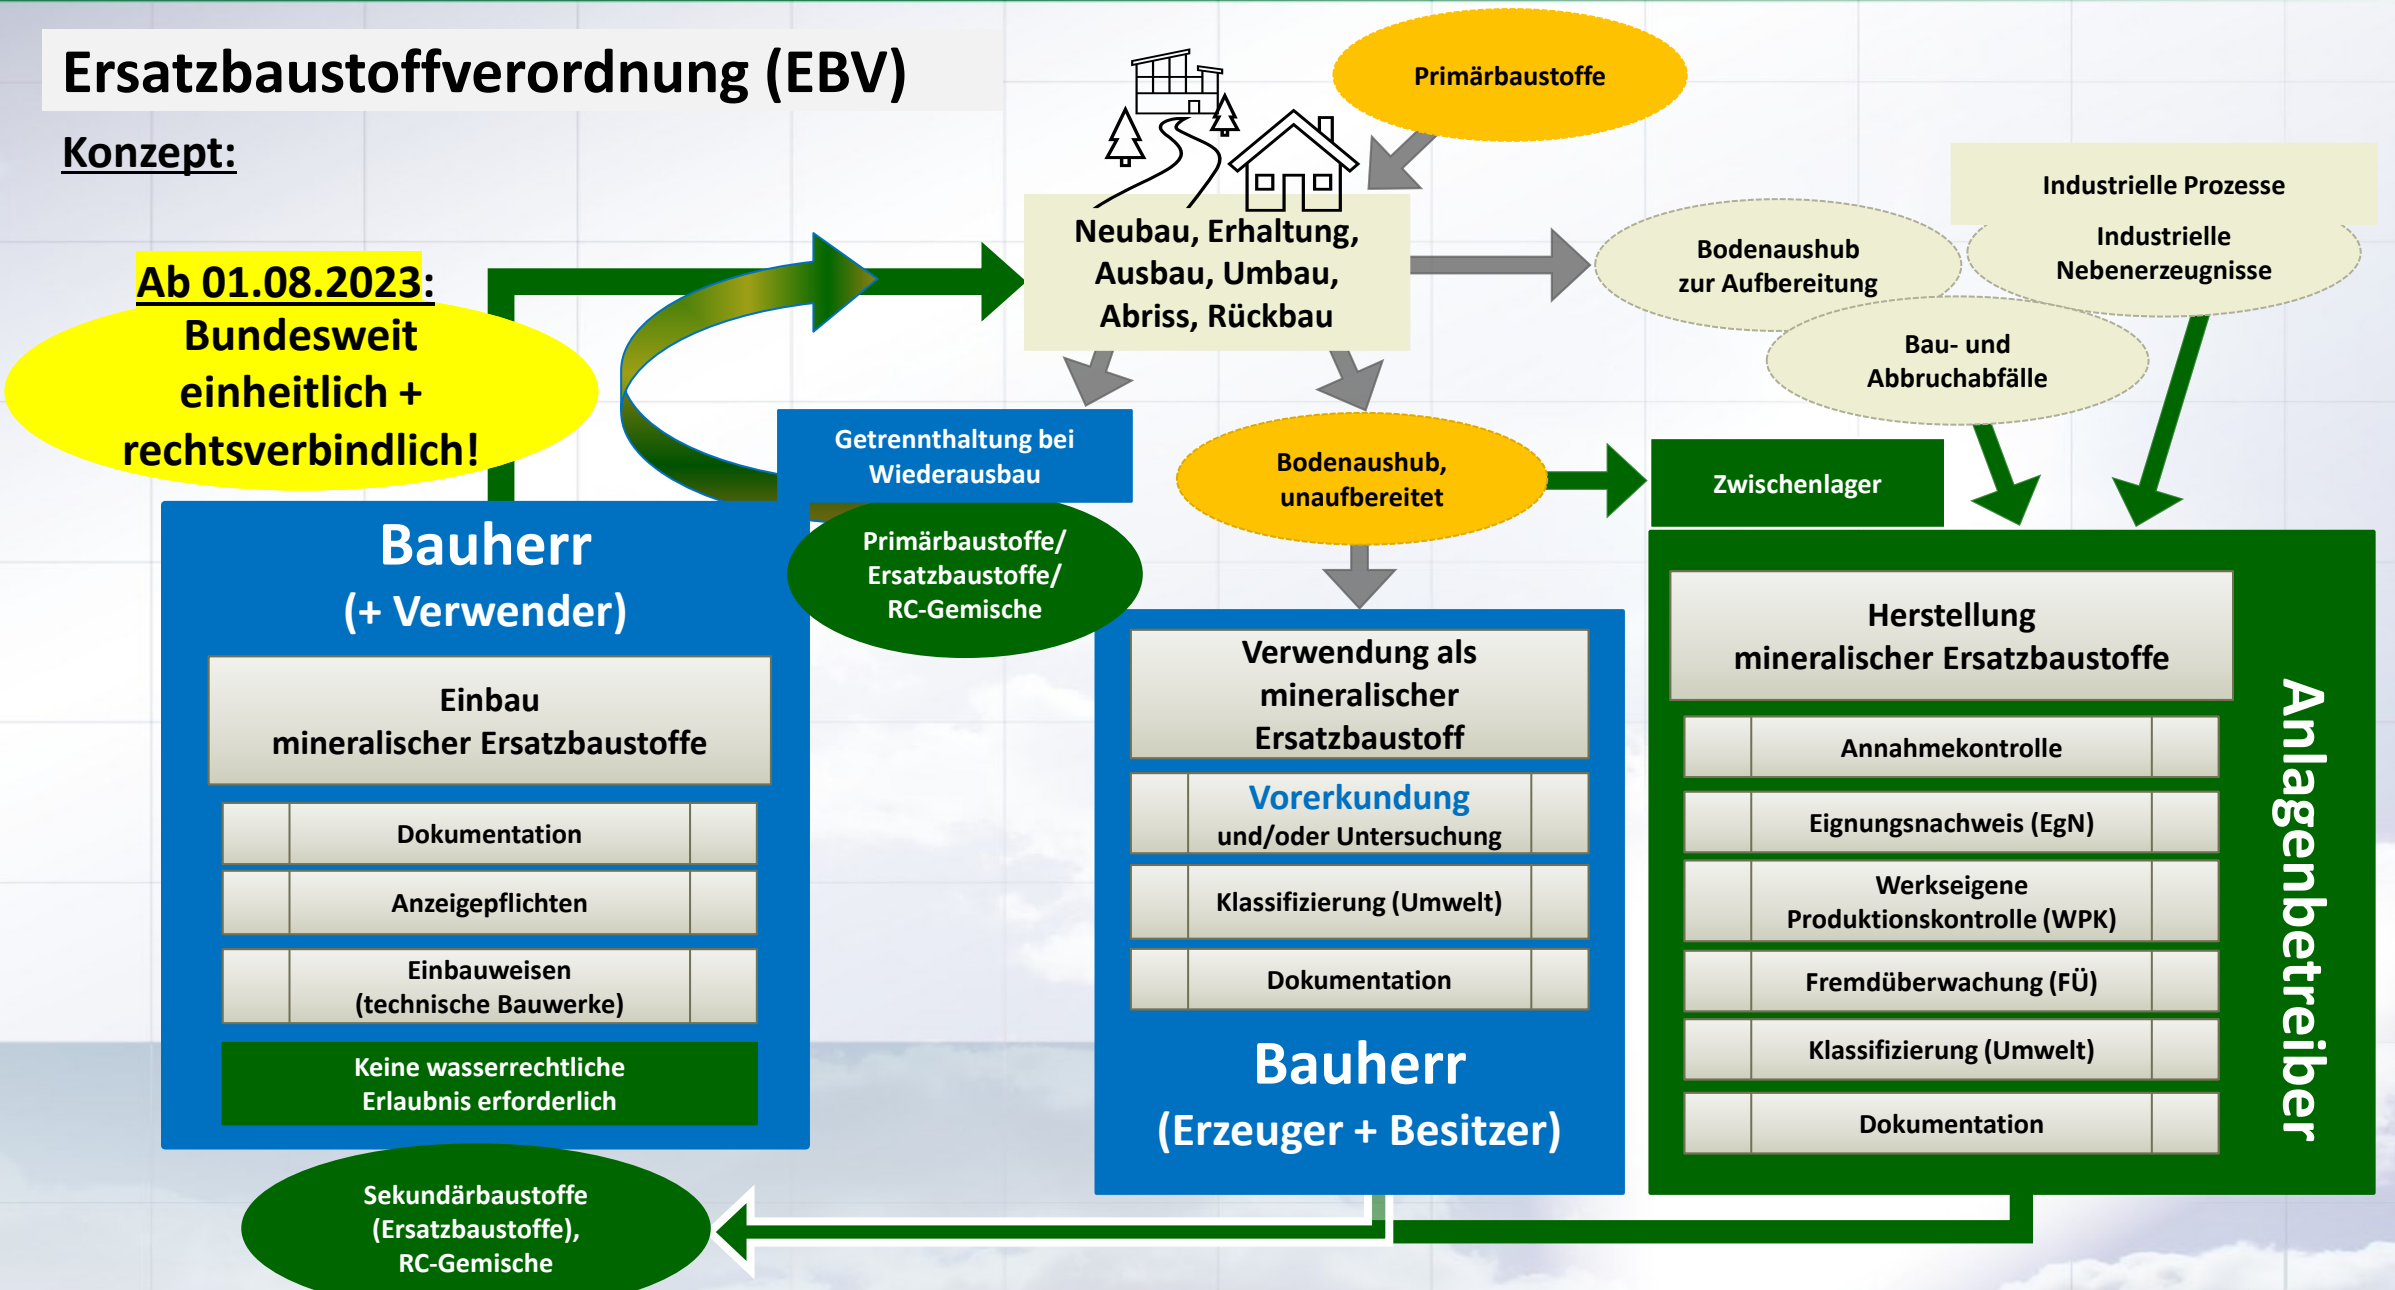 Ersatzbaustoffverordnung (EBV)
Konzept:
Primärbaustoffe
Ab 01.08.2023:
Bundesweit
einheitlich +
rechtsverbindlich!
Neubau, Erhaltung,
Ausbau, Umbau,
Abriss, Rückbau
Bodenaushub
zur Aufbereitung
Industrielle Prozesse
Industrielle
Nebenerzeugnisse
Bau- und
Abbruchabfälle
Getrennthaltung bei
Wiederausbau
Primärbaustoffe/
Ersatzbaustoffe/
RC-Gemische
Bodenaushub,
unaufbereitet
Zwischenlager
Bauherr
(+ Verwender)
Einbau
mineralischer Ersatzbaustoffe
Dokumentation
Anzeigepflichten
Einbauweisen
(technische Bauwerke)
Keine wasserrechtliche
Erlaubnis erforderlich
Sekundärbaustoffe
(Ersatzbaustoffe),
RC-Gemische
Verwendung als
mineralischer
Ersatzbaustoff
Vorerkundung
und/oder Untersuchung
Klassifizierung (Umwelt)
Dokumentation
Bauherr
(Erzeuger + Besitzer)
Herstellung
mineralischer Ersatzbaustoffe
Annahmekontrolle
Eignungsnachweis (EgN)
Werkseigene
Produktionskontrolle (WPK)
Fremdüberwachung (FÜ)
Klassifizierung (Umwelt)
Dokumentation
Anlagenbetreiber